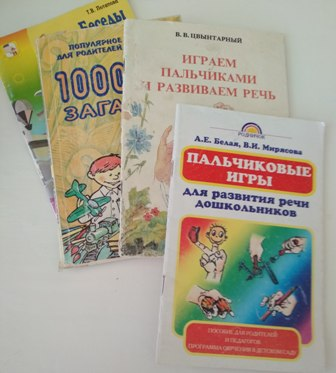 Т.В. Потапова
Беседы
ПОПУЛЯРНОЕ
ДЛЯ РОДИТЕЛЕЙ
1000
ЗАГА
В. В. ЦВЫНТАРНЫЙ
ИГРАЕМ
ПАЛЬЧИКАМИ
И РАЗВИВАЕМ РЕЧЬ
РОДНИЧОК
А.Е. Белая, В.И. Мирясова
ПАЛЬЧИКОВЫЕ
ИГРЫ
ДЛЯ РАЗВИТИЯ РЕЧИ
ДОШКОЛЬНИКОВ
ПОСОБИЕ ДЛЯ РОДИТЕЛЕЙ
И ПЕДАГОГОВ
ПРОГРАММА ОБУЧЕНИЯ В ДЕТСКОМ САДУ